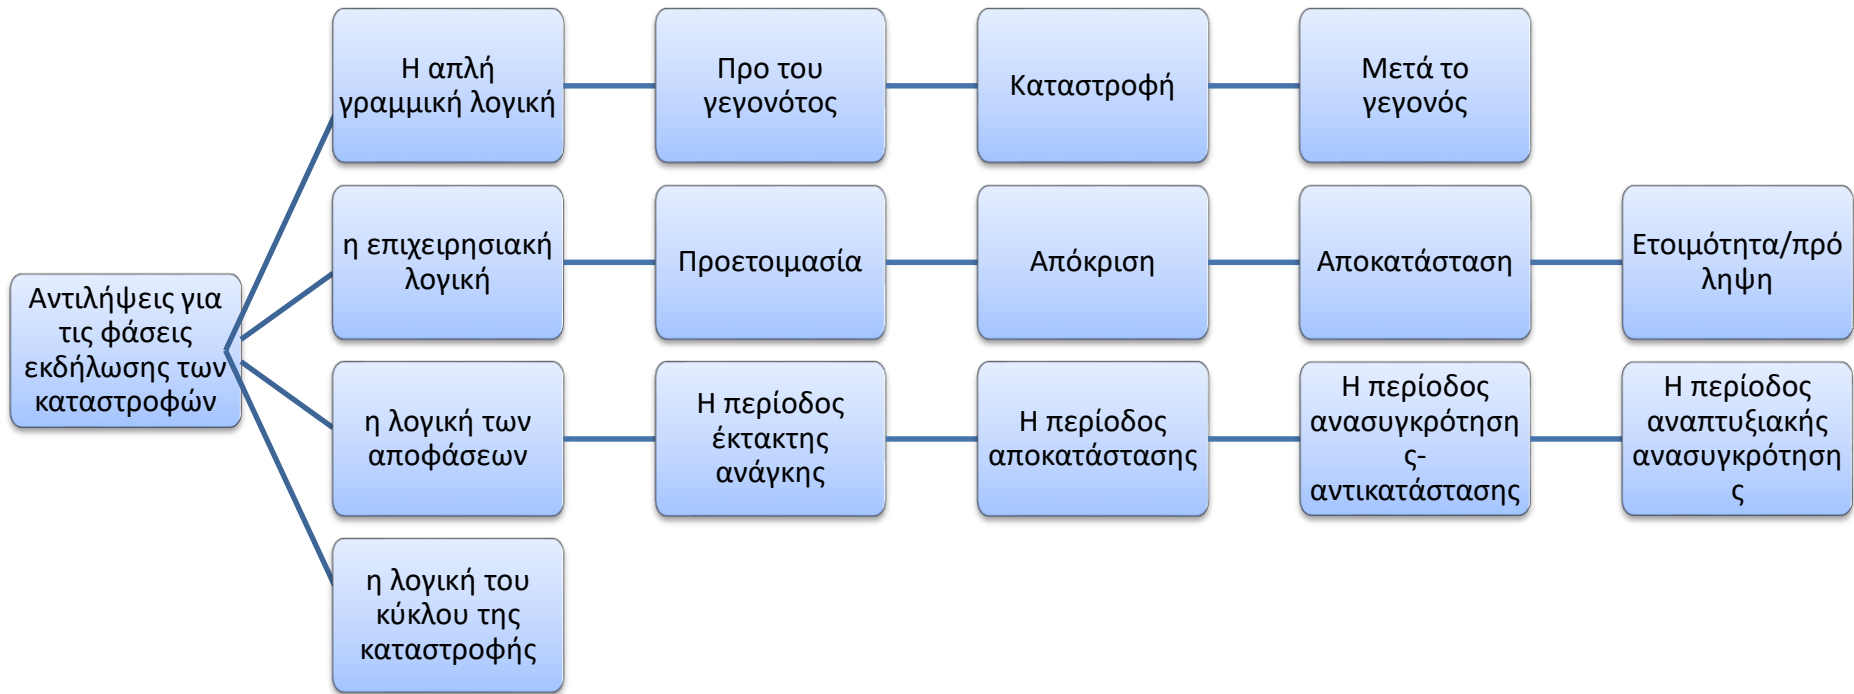 Η απλή
γραμμική λογική
Προ του
γεγονότος
Καταστροφή
Μετά το
γεγονός
η επιχειρησιακή
λογική
Προετοιμασία
Απόκριση
Αποκατάσταση
Ετοιμότητα/πρό
ληψη
Αντιλήψεις για
τις φάσεις
εκδήλωσης των
καταστροφών
η λογική των
αποφάσεων
Η περίοδος
έκτακτης
ανάγκης
Η περίοδος
αποκατάστασης
Η περίοδος
ανασυγκρότηση
ς-
αντικατάστασης
Η περίοδος
αναπτυξιακής
ανασυγκρότηση
ς
η λογική του
κύκλου της
καταστροφής